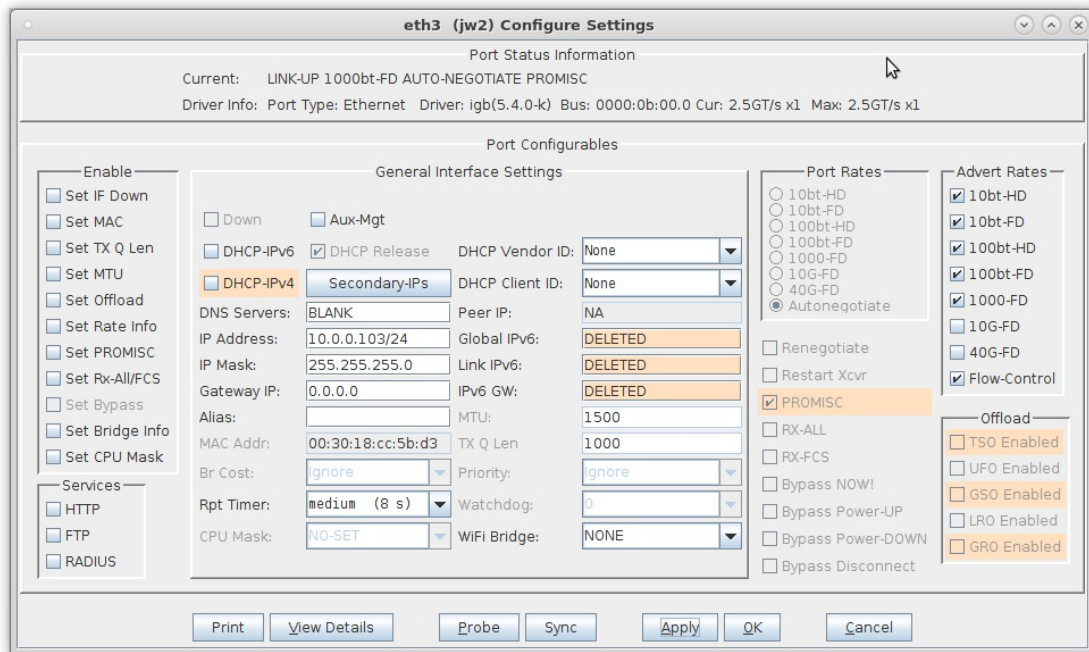 eth3 (jw2) Configure Settings
Port Status Information
Current: LINK-UP 1000bt-FD AUTO-NEGOTIATE PROMISC
Driver Info: Port Type: Ethernet Driver: igb(5.4.0-k) Bus: 0000:0b:00.0 Cur: 2.5GT/s x1 Max: 2.5GT/s x1
Port Configurables
Enable
Set IF Down
Set MAC
Set TX Q Len
Set MTU
Set Offload
Set Rate Info
Set PROMISC
Set Rx-All/FCS
Set Bypass
Set Bridge Info
Set CPU Mask
Services
HTTP
FTP
RADIUS
General Interface Settings
Down Aux-Mgt
DHCP-IPv6 DHCP Release DHCP Vendor ID: None
DHCP-IPv4 Secondary-IPs DHCP Client ID: None
DNS Servers: BLANK Peer IP: NA
IP Address: 10.0.0.103/24 Global IPv6: DELETED
IP Mask: 255.255.255.0 Link IPv6: DELETED
Gateway IP: 0.0.0.0 IPv6 GW: DELETED
Alias: MTU: 1500
MAC Addr: 00:30:18:cc:5b:d3 TX Q Len 1000
Br Cost: Ignore Priority: Ignore
Rpt Timer: medium (8 s) Watchdog: 0
CPU Mask: NO-SET WiFi Bridge: NONE
Port Rates
10bt-HD
10bt-FD
100bt-HD
100bt-FD
1000-FD
10G-FD
40G-FD
Autonegotiate
Renegotiate
Restart Xcvr
PROMISC
RX-ALL
RX-FCS
Bypass NOW!
Bypass Power-UP
Bypass Power-DOWN
Bypass Disconnect
Advert Rates
10bt-HD
10bt-FD
100bt-HD
100bt-FD
1000-FD
10G-FD
40G-FD
Flow-Control
Offload
TSO Enabled
UFO Enabled
GSO Enabled
LRO Enabled
GRO Enabled
Print View Details Probe Sync Apply OK Cancel